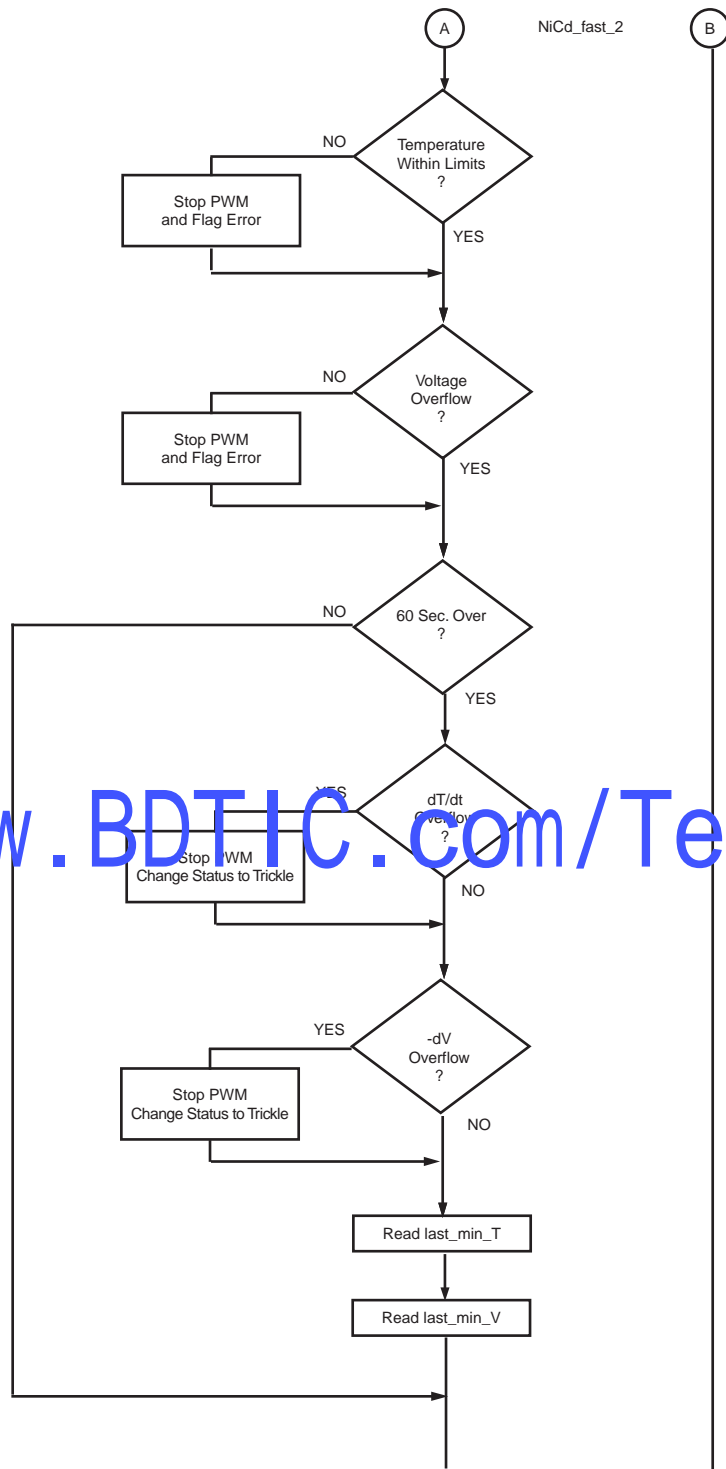 A
NiCd_fast_2
B
Temperature
Within Limits
?
NO
Stop PWM
and Flag Error
YES
Voltage
Overflow
?
NO
Stop PWM
and Flag Error
YES
60 Sec. Over
?
NO
YES
dT/dt
Overflow
?
YES
w.BDTIC.com/Te
Stop PWM
Change Status to Trickle
NO
-dV
Overflow
?
YES
Stop PWM
Change Status to Trickle
NO
Read last_min_T
Read last_min_V